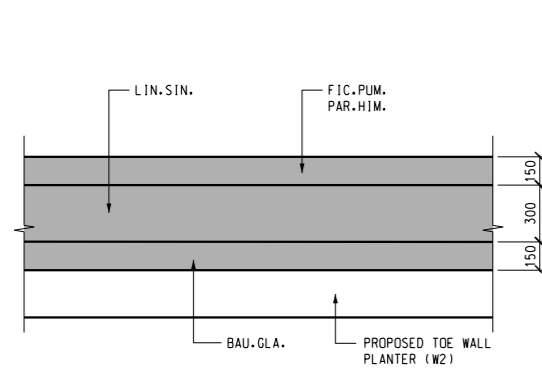 LIN.SIN.
FIC.PUM.
PAR.HIM.
150
300
150
BAU.GLA.
PROPOSED TOE WALL
PLANTER (W2)